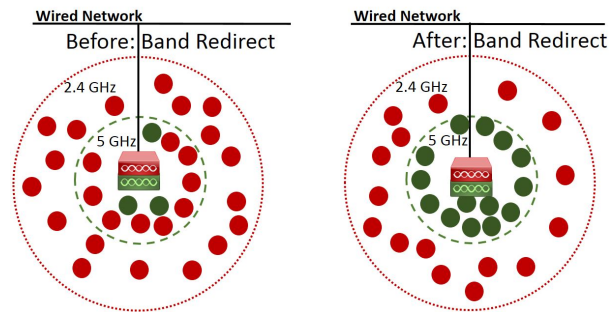 Wired Network
Before: Band Redirect
2.4 GHz
5 GHz
Wired Network
After: Band Redirect
2.4 GHz
5 GHz